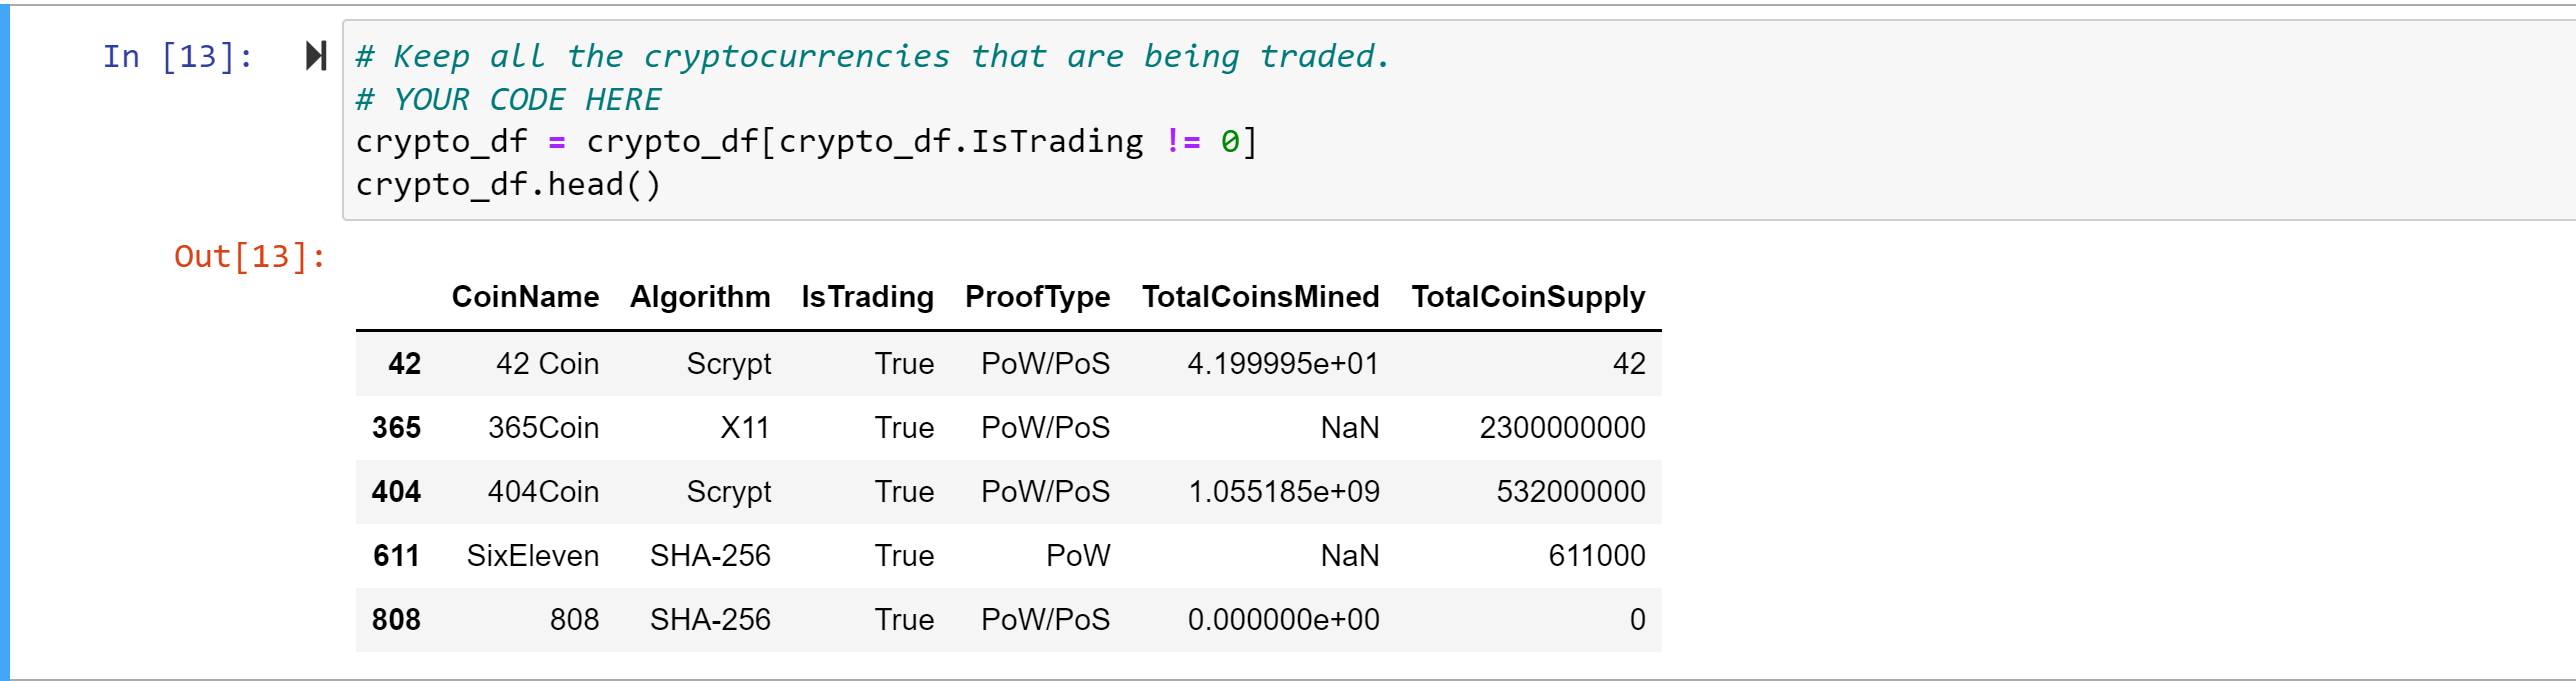 In [13]:
# Keep all the cryptocurrencies that are being traded.
# YOUR CODE HERE
crypto_df = crypto_df[crypto_df.IsTrading != 0]
crypto_df.head()
Out[13]:
CoinName Algorithm IsTrading ProofType TotalCoinsMined TotalCoinSupply
42 42 Coin Scrypt True PoW/PoS 4.199995e+01 42
365 365Coin X11 True PoW/PoS NaN 2300000000
404 404Coin Scrypt True PoW/PoS 1.055185e+09 532000000
611 SixEleven SHA-256 True PoW NaN 611000
808 808 SHA-256 True PoW/PoS 0.000000e+00 0